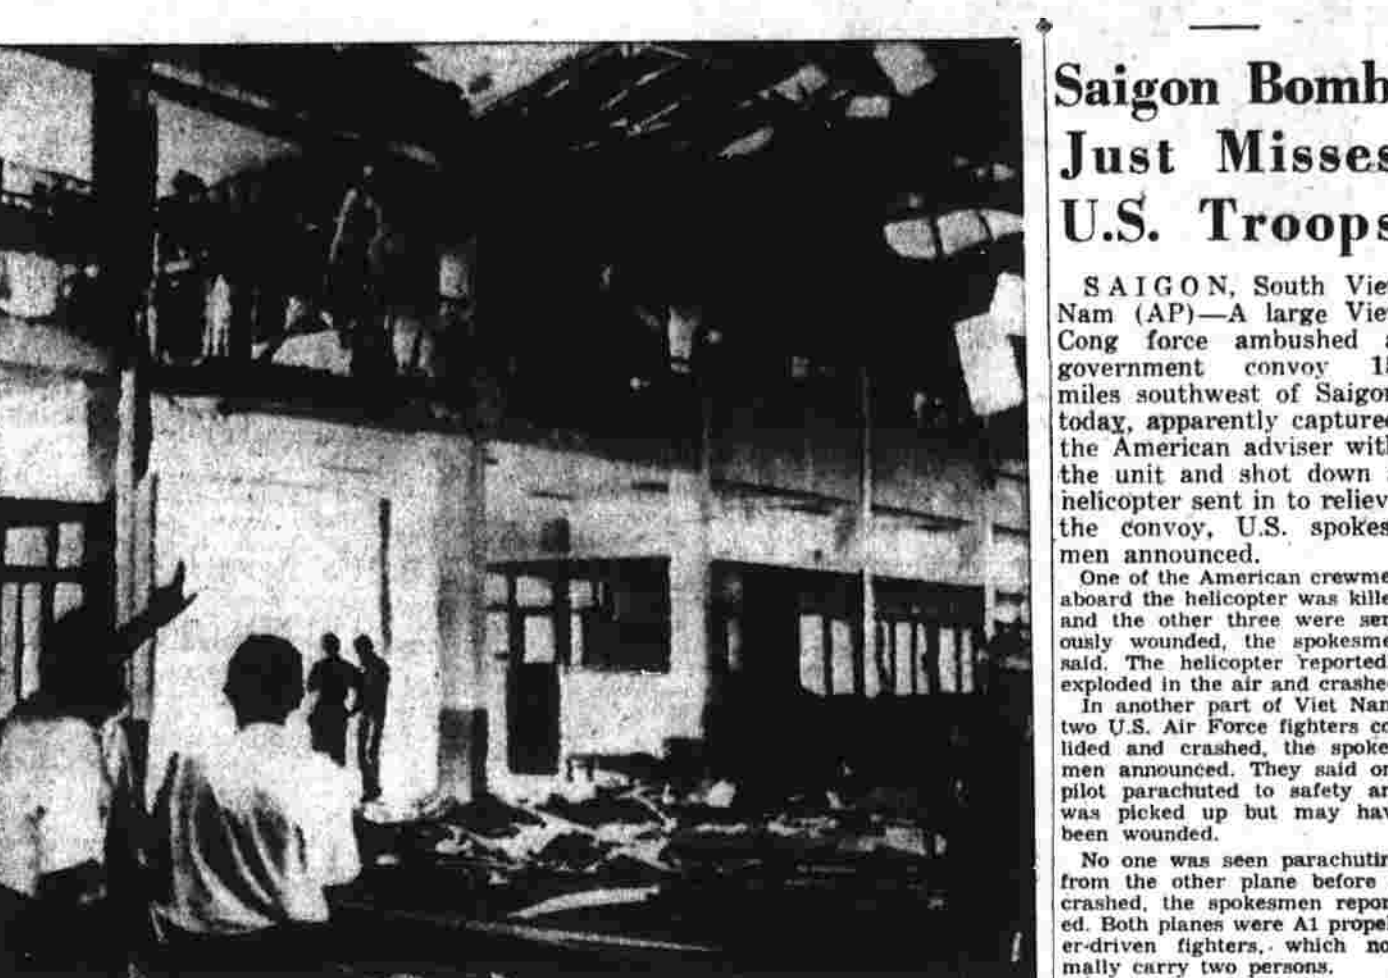 Saigon Bomb
Just Misses
U.S. Troops
SAIGON, South Vie
Nam (AP)—A large Vie
Cong force ambushed a
government convoy 15
miles southwest of Saigon
today, apparently captured
the American adviser with
the unit and shot down
helicopter sent in to reliev
the convoy, U.S. spokes
men announced.
One of the American crewme
aboard the helicopter was kille
and the other three were seri
ously wounded, the spokesme
said. The helicopter reported
exploded in the air and crashe
In another part of Viet Nam
two U.S. Air Force fighters co
lided and crashed, the spoke
men announced. They said on
pilot parachuted to safety an
was picked up but may hav
been wounded.
No one was seen parachutin
from the other plane before
crashed, the spokesmen repor
ed. Both planes were A1 propel
er-driven fighters, which no
mally carry two persons.